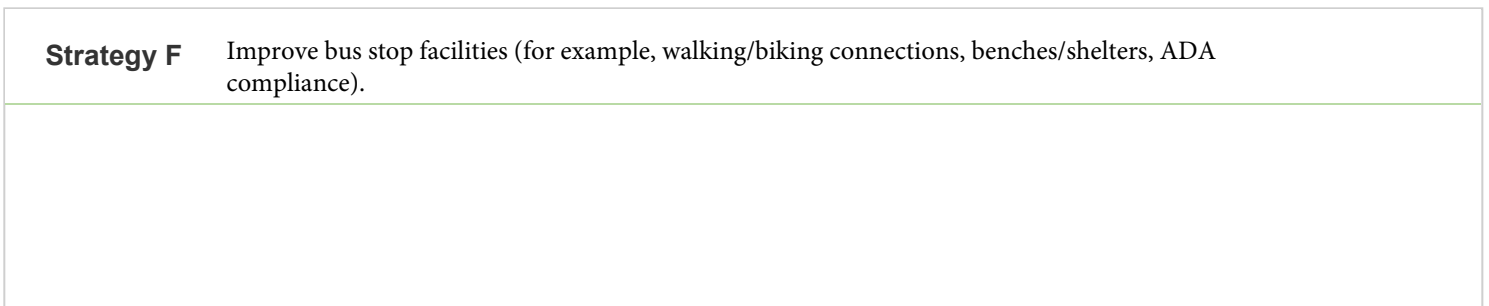 Strategy F Improve bus stop facilities (for example, walking/biking connections, benches/shelters, ADA
compliance).